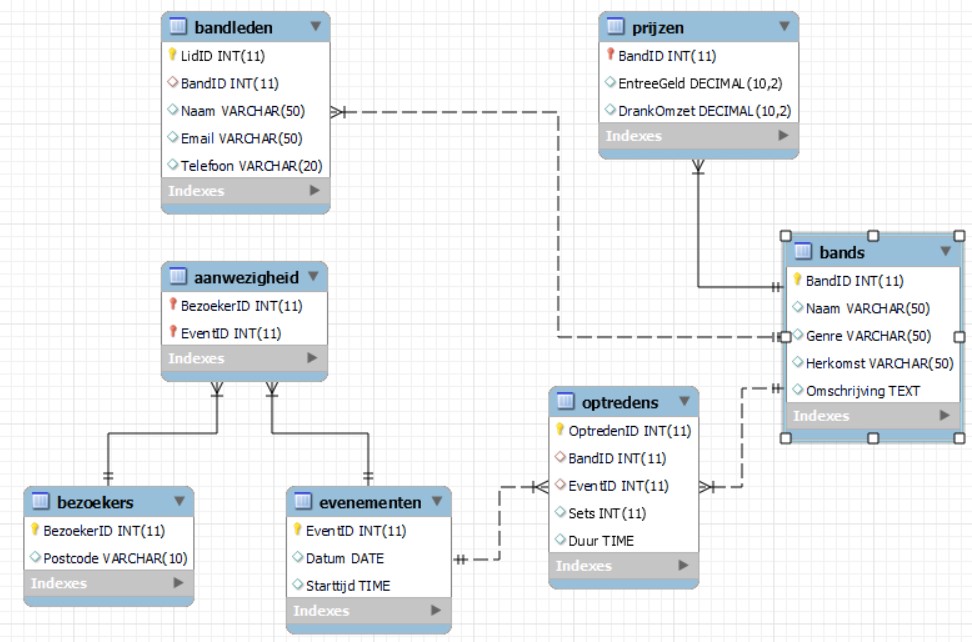 bandleden
LidID INT(11)
BandID INT(11)
Naam VARCHAR(50)
Email VARCHAR(50)
Telefoon VARCHAR(20)
Indexes
prijzen
BandID INT(11)
EntreeGeld DECIMAL(10,2)
DrankOmzet DECIMAL(10,2)
Indexes
bands
BandID INT(11)
Naam VARCHAR(50)
Genre VARCHAR(50)
Herkomst VARCHAR(50)
Omschrijving TEXT
Indexes
aanwezigheid
BezoekerID INT(11)
EventID INT(11)
Indexes
optredens
OptredenID INT(11)
BandID INT(11)
EventID INT(11)
Sets INT(11)
Duur TIME
Indexes
bezoekers
BezoekerID INT(11)
Postcode VARCHAR(10)
Indexes
evenementen
EventID INT(11)
Datum DATE
Starttijd TIME
Indexes